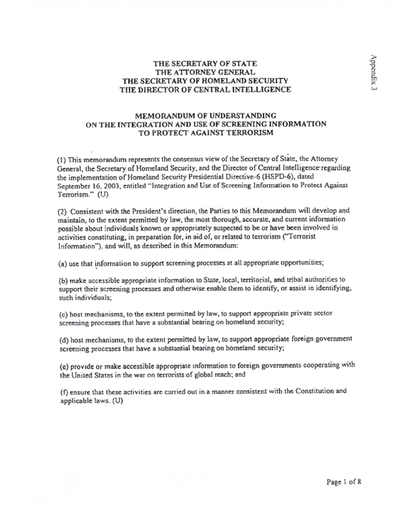 THE SECRETARY OF STATE
THE ATTORNEY GENERAL
THE SECRETARY OF HOMELAND SECURITY
THE DIRECTOR OF CENTRAL INTELLIGENCE
Appendix 3
MEMORANDUM OF UNDERSTANDING
ON THE INTEGRATION AND USE OF SCREENING INFORMATION
TO PROTECT AGAINST TERRORISM
(1) This memorandum represents the consensus view of the Secretary of State, the Attorney
General, the Secretary of Homeland Security, and the Director of Central Intelligence regarding
the implementation of Homeland Security Presidential Directive-6 (HSPD-6), dated
September 16, 2003, entitled "Integration and Use of Screening Information to Protect Against
Terrorism." (U)
(2) Consistent with the President's direction, the Parties to this Memorandum will develop and
maintain, to the extent permitted by law, the most thorough, accurate, and current information
possible about individuals known or appropriately suspected to be or have been involved in
activities constituting, in preparation for, in aid of, or related to terrorism ("Terrorist
Information"), and will, as described in this Memorandum:
(a) use that information to support screening processes at all appropriate opportunities;
(b) make accessible appropriate information to State, local, territorial, and tribal authorities to
support their screening processes and otherwise enable them to identify, or assist in identifying,
such individuals;
(c) host mechanisms, to the extent permitted by law, to support appropriate private sector
screening processes that have a substantial bearing on homeland security;
(d) host mechanisms, to the extent permitted by law, to support appropriate foreign government
screening processes that have a substantial bearing on homeland security;
(e) provide or make accessible appropriate information to foreign governments cooperating with
the United States in the war on terrorists of global reach; and
(f) ensure that these activities are carried out in a manner consistent with the Constitution and
applicable laws. (U)
Page 1 of 8